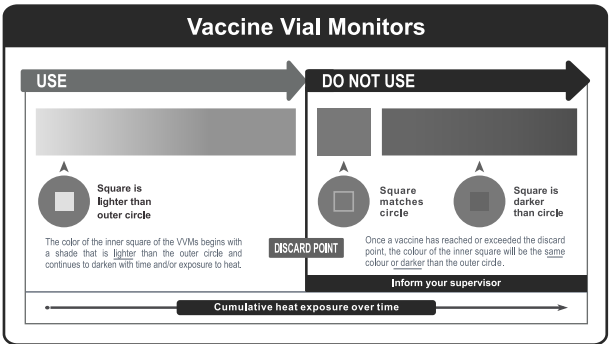 Vaccine Vial Monitors
USE
DO NOT USE
Square is
lighter than
outer circle
Square
matches
circle
Square is
darker
than circle
The color of the inner square of the VVMs begins with
a shade that is lighter than the outer circle and
continues to darken with time and/or exposure to heat.
DISCARD POINT
Once a vaccine has reached or exceeded the discard
point, the colour of the inner square will be the same
colour or darker than the outer circle.
Inform your supervisor
Cumulative heat exposure over time